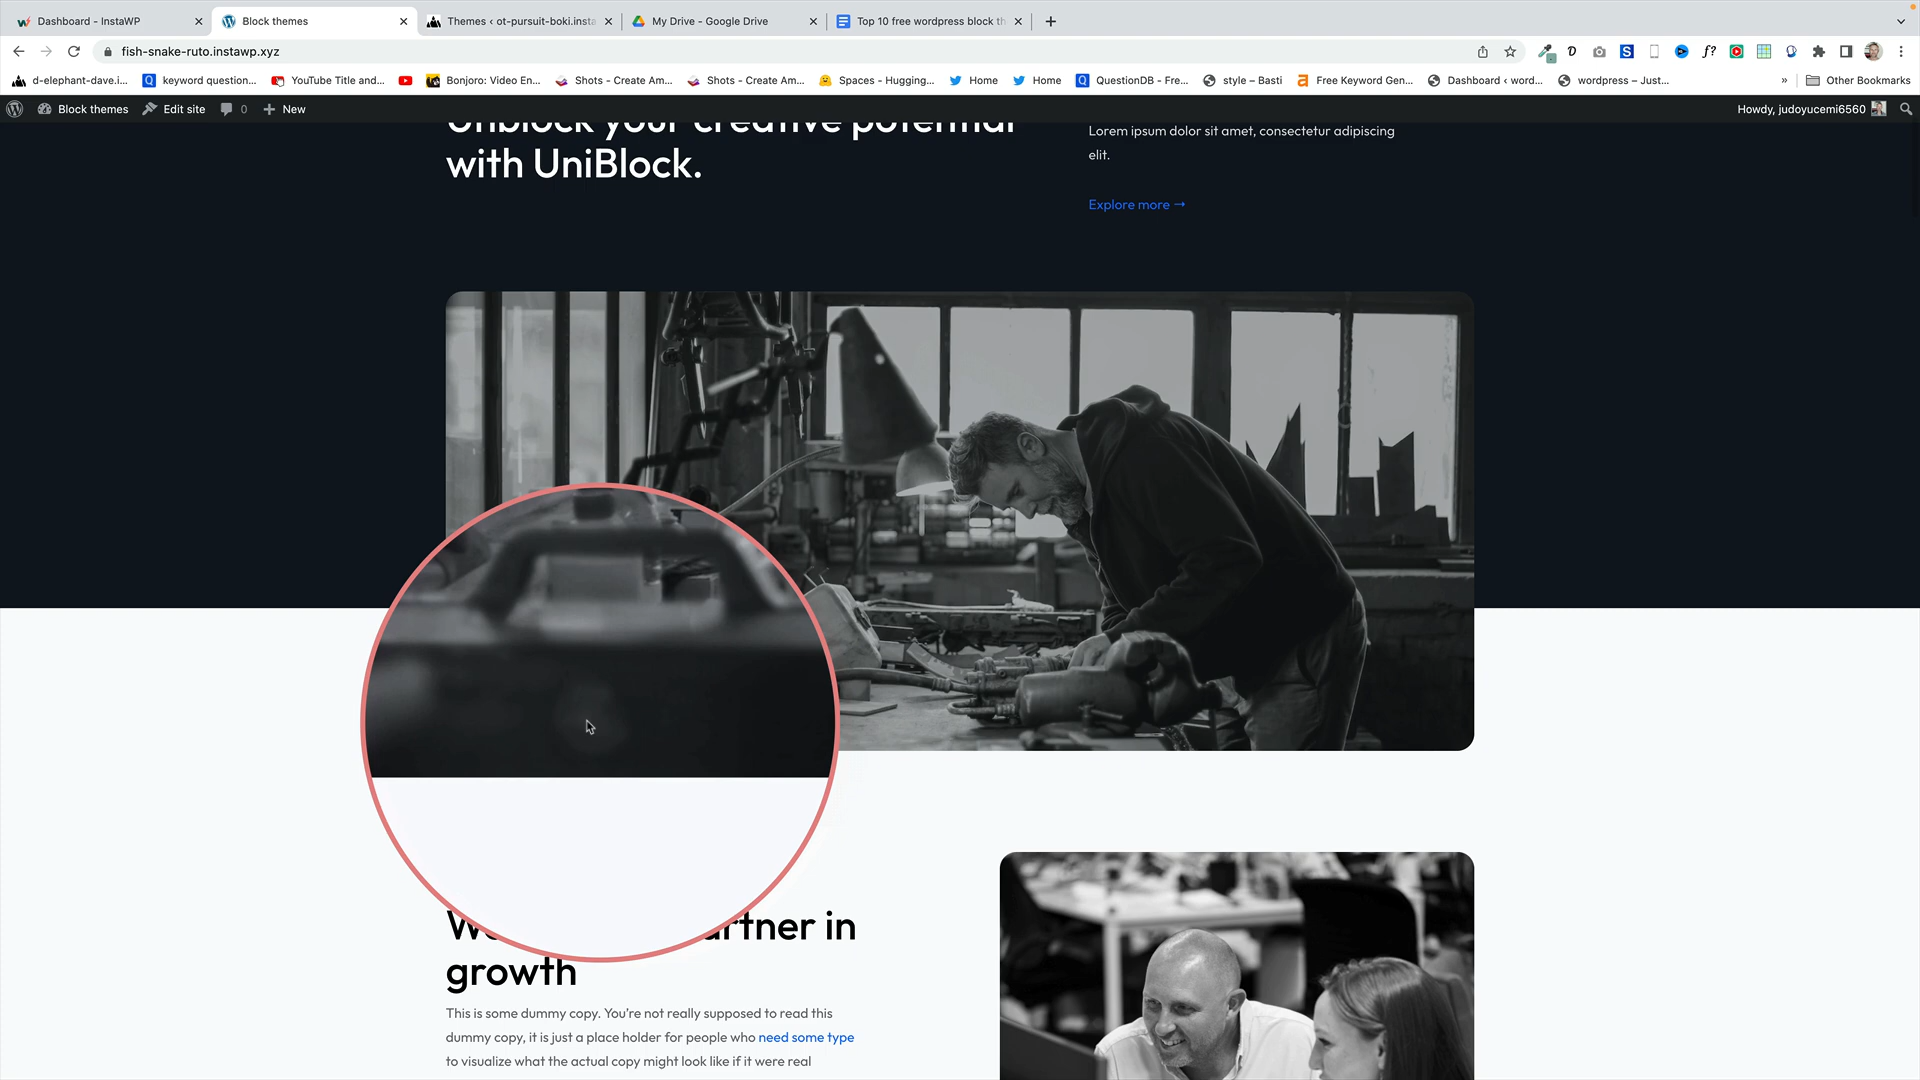 Dashboard - InstaWP
Block themes
Themes ‹ ot-pursuit-boki.insta
My Drive - Google Drive
Top 10 free wordpress block th
fish-snake-ruto.instawp.xyz
d-elephant-dave.i...
keyword question...
YouTube Title and...
Bonjoro: Video En...
Shots - Create Am...
Shots - Create Am...
Spaces - Hugging...
Home
Home
QuestionDB - Fre...
style – Basti
Free Keyword Gen...
Dashboard ‹ word...
wordpress – Just...
»
Other Bookmarks
Block themes
Edit site
0
New
Howdy, judoyucemi6560
Unblock your creative potential
with UniBlock.
Lorem ipsum dolor sit amet, consectetur adipiscing
elit.
Explore more →
partner in
growth
This is some dummy copy. You're not really supposed to read this
dummy copy, it is just a place holder for people who need some type
to visualize what the actual copy might look like if it were real